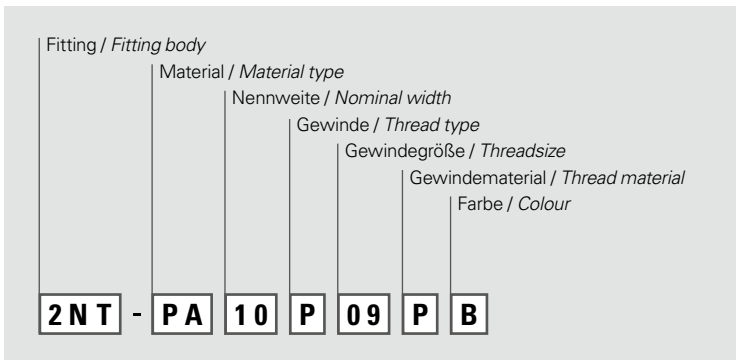 Fitting / Fitting body
Material / Material type
Nennweite / Nominal width
Gewinde / Thread type
Gewindegröße / Threadsize
Gewindematerial / Thread material
Farbe / Colour
2NT - PA 10 P 09 P B